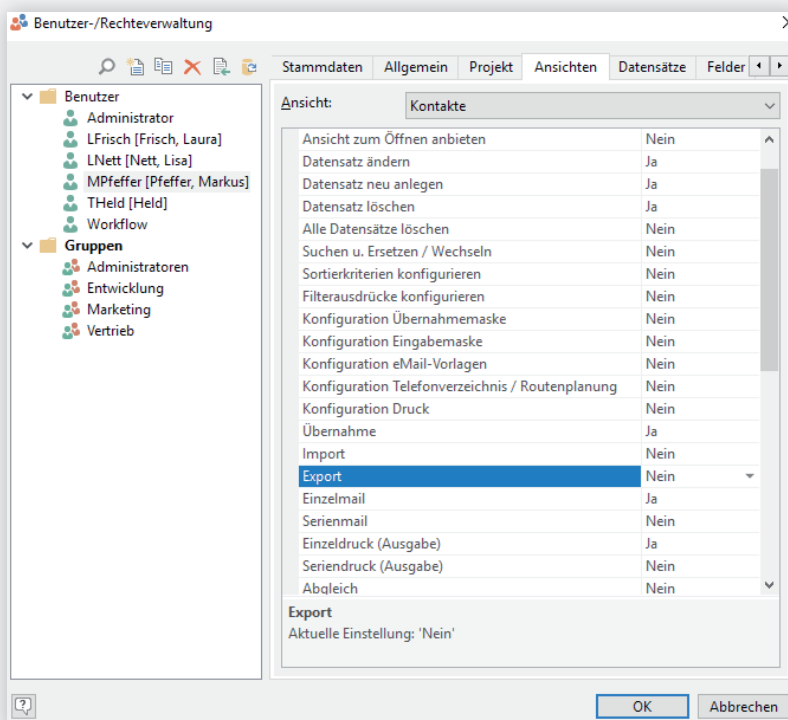 Benutzer-/Rechteverwaltung
Stammdaten Allgemein Projekt Ansichten Datensätze Felder
Benutzer
Administrator
LFrisch [Frisch, Laura]
LNett [Nett, Lisa]
MPfeffer [Pfeffer, Markus]
THeld [Held]
Workflow
Gruppen
Administratoren
Entwicklung
Marketing
Vertrieb
Ansicht: Kontakte
Ansicht zum Öffnen anbieten Nein
Datensatz ändern Ja
Datensatz neu anlegen Ja
Datensatz löschen Ja
Alle Datensätze löschen Nein
Suchen u. Ersetzen / Wechseln Nein
Sortierkriterien konfigurieren Nein
Filterausdrücke konfigurieren Nein
Konfiguration Übernahmemaske Nein
Konfiguration Eingabemaske Nein
Konfiguration eMail-Vorlagen Nein
Konfiguration Telefonverzeichnis / Routenplanung Nein
Konfiguration Druck Nein
Übernahme Ja
Import Nein
Export Nein
Einzelmail Ja
Serienmail Nein
Einzeldruck (Ausgabe) Ja
Seriendruck (Ausgabe) Nein
Abgleich Nein
Export
Aktuelle Einstellung: 'Nein'
OK Abbrechen